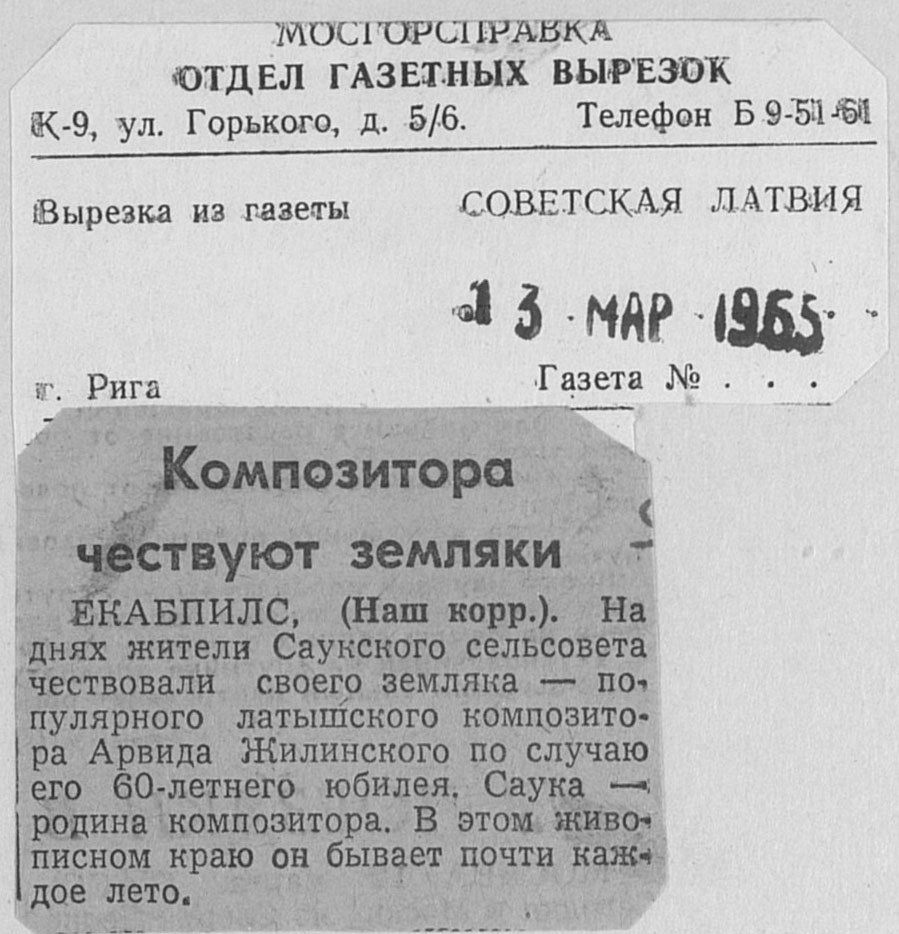 МОСГОРСПРАВКА
ОТДЕЛ ГАЗЕТНЫХ ВЫРЕЗОК
К-9, ул. Горького, д. 5/6. Телефон Б 9-51-61
Вырезка из газеты СОВЕТСКАЯ ЛАТВИЯ
13 МАР 1965
г. Рига Газета № . . .
Композитора
чествуют земляки
ЕКАБПИЛС, (Наш корр.). На
днях жители Саукского сельсовета
чествовали своего земляка — по-
пулярного латышского композито-
ра Арвида Жилинского по случаю
его 60-летнего юбилея. Саука —
родина композитора. В этом живо-
писном краю он бывает почти каж-
дое лето.